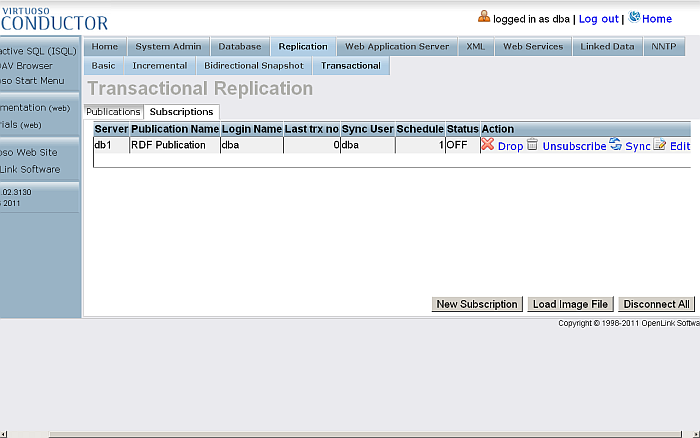 VIRTUOSO
CONDUCTOR
logged in as dba | Log out | Home
active SQL (ISQL)
DAV Browser
oso Start Menu
mentation (web)
rials (web)
oso Web Site
Link Software
.02.3130
2011
Home System Admin Database Replication Web Application Server XML Web Services Linked Data NNTP
Basic Incremental Bidirectional Snapshot Transactional
Transactional Replication
Publications Subscriptions
Server Publication Name Login Name Last trx no Sync User Schedule Status Action
db1 RDF Publication dba 0 dba 1 OFF Drop Unsubscribe Sync Edit
New Subscription Load Image File Disconnect All
Copyright © 1998-2011 OpenLink Softwa